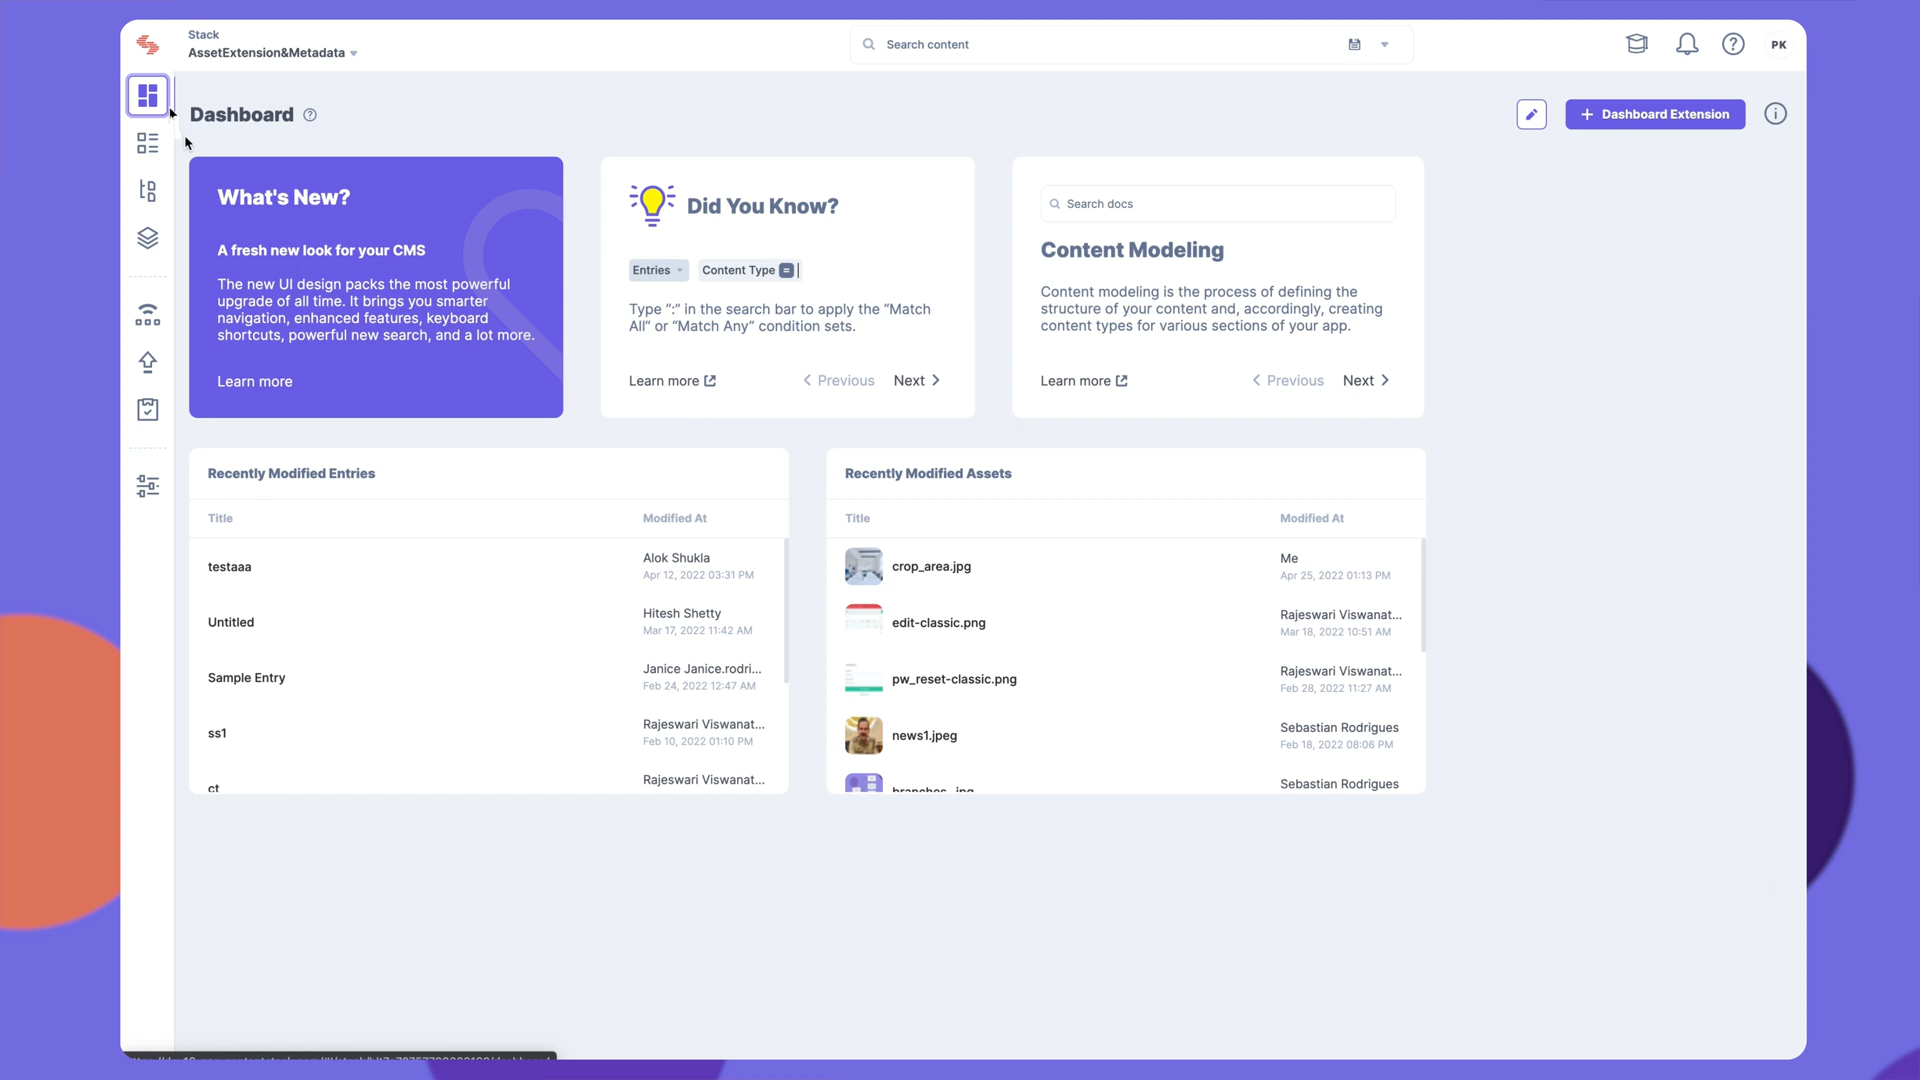 Stack
AssetExtension&Metadata
Search content
PK
Dashboard
Dashboard Extension
What's New?
A fresh new look for your CMS
The new UI design packs the most powerful
upgrade of all time. It brings you smarter
navigation, enhanced features, keyboard
shortcuts, powerful new search, and a lot more.
Learn more
Did You Know?
Entries
Content Type =
Type “:” in the search bar to apply the “Match
All” or “Match Any” condition sets.
Learn more
Previous
Next
Search docs
Content Modeling
Content modeling is the process of defining the
structure of your content and, accordingly, creating
content types for various sections of your app.
Learn more
Previous
Next
Recently Modified Entries
Title
Modified At
testaaa
Alok Shukla
Apr 12, 2022 03:31 PM
Untitled
Hitesh Shetty
Mar 17, 2022 11:42 AM
Sample Entry
Janice Janice.rodri...
Feb 24, 2022 12:47 AM
ss1
Rajeswari Viswanat...
Feb 10, 2022 01:10 PM
ct
Rajeswari Viswanat...
Recently Modified Assets
Title
Modified At
crop_area.jpg
Me
Apr 25, 2022 01:13 PM
edit-classic.png
Rajeswari Viswanat...
Mar 18, 2022 10:51 AM
pw_reset-classic.png
Rajeswari Viswanat...
Feb 28, 2022 11:27 AM
news1.jpeg
Sebastian Rodrigues
Feb 18, 2022 08:06 PM
Sebastian Rodrigues